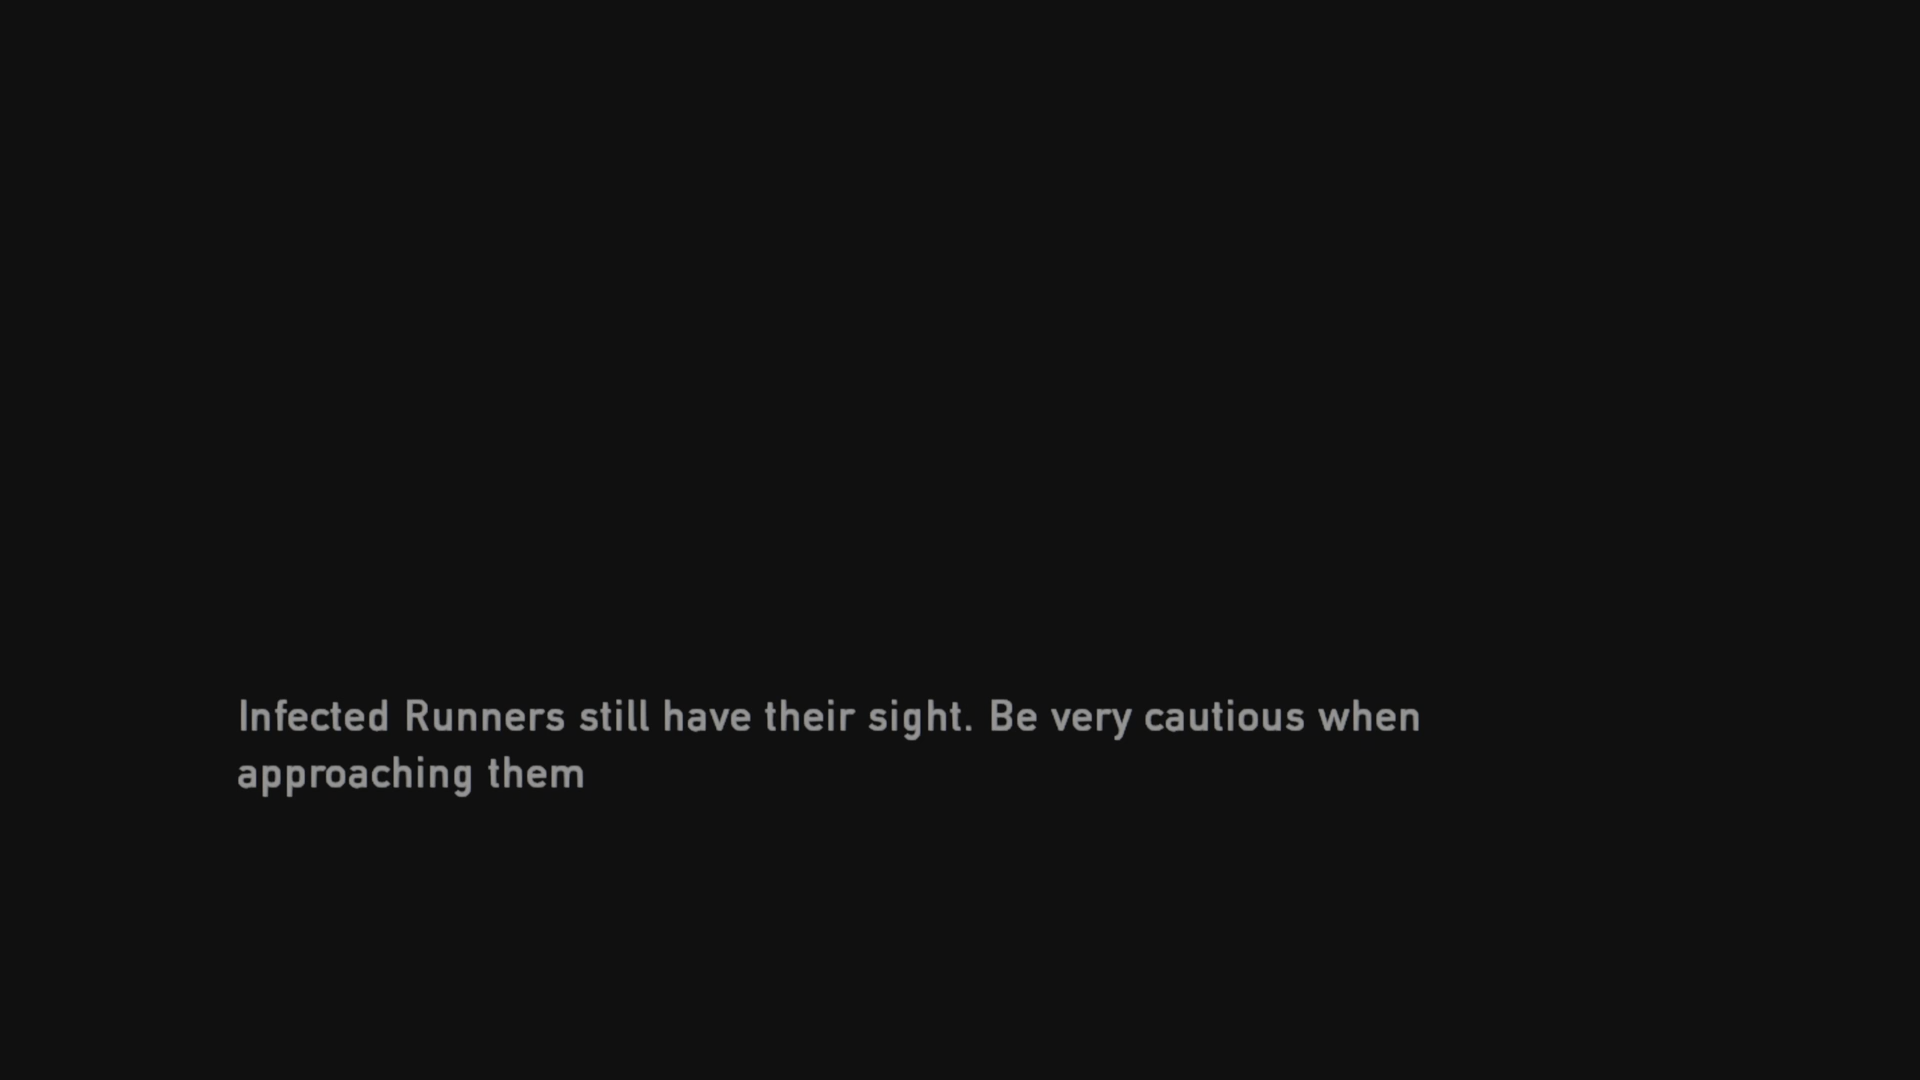 Infected Runners still have their sight. Be very cautious when
approaching them